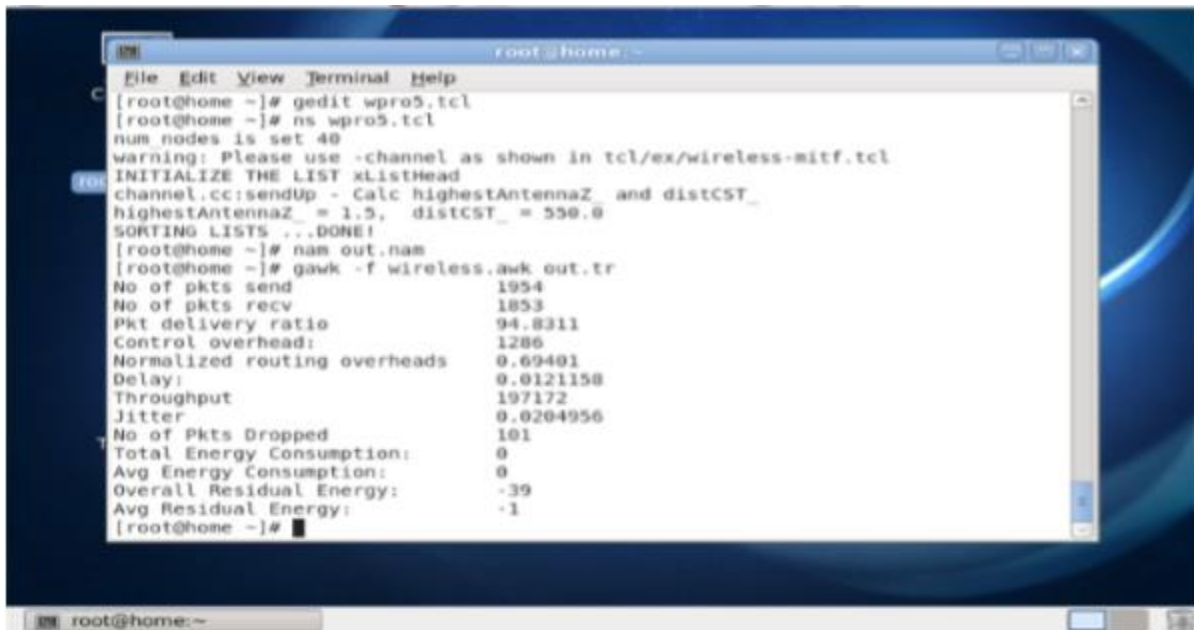 root@home:~
File Edit View Terminal Help
[root@home ~]# gedit wpro5.tcl
[root@home ~]# ns wpro5.tcl
num_nodes is set 40
warning: Please use -channel as shown in tcl/ex/wireless-mitf.tcl
INITIALIZE THE LIST xListHead
channel.cc:sendUp - Calc highestAntennaZ_ and distCST_
highestAntennaZ_ = 1.5, distCST_ = 550.0
SORTING LISTS ...DONE!
[root@home ~]# nam out.nam
[root@home ~]# gawk -f wireless.awk out.tr
No of pkts send 1954
No of pkts recv 1853
Pkt delivery ratio 94.8311
Control overhead: 1286
Normalized routing overheads 0.69401
Delay: 0.0121158
Throughput 197172
Jitter 0.0204956
No of Pkts Dropped 101
Total Energy Consumption: 0
Avg Energy Consumption: 0
Overall Residual Energy: -39
Avg Residual Energy: -1
[root@home ~]#
root@home:~